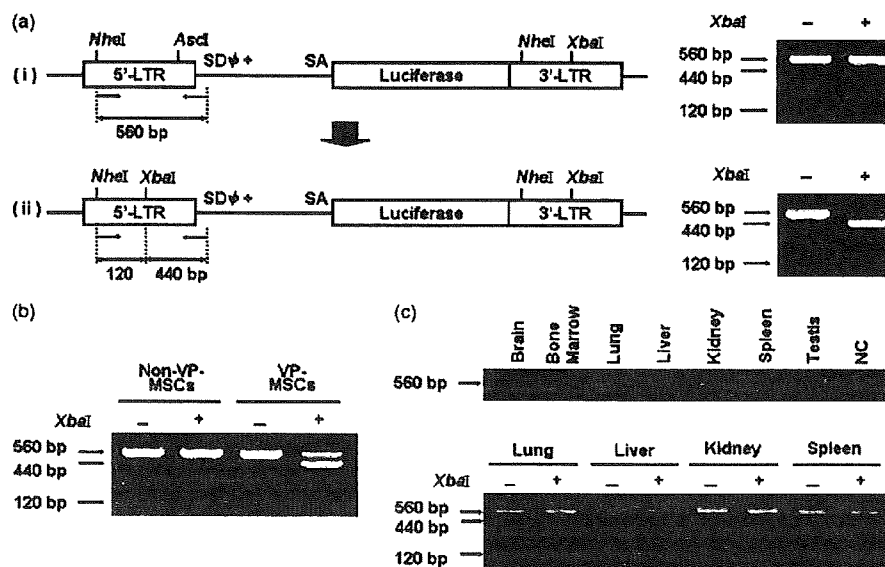 (a)
XbaI − +
NheI AscI NheI XbaI
SDψ + SA
(i) 5'-LTR Luciferase 3'-LTR
560 bp
560 bp
440 bp
120 bp
NheI XbaI NheI XbaI
SDψ + SA
(ii) 5'-LTR Luciferase 3'-LTR
120 440 bp
XbaI − +
560 bp
440 bp
120 bp
(b)
Non-VP-MSCs VP-MSCs
XbaI − + − +
560 bp
440 bp
120 bp
(c)
Brain Bone Marrow Lung Liver Kidney Spleen Testis NC
560 bp
Lung Liver Kidney Spleen
XbaI − + − + − + − +
560 bp
440 bp
120 bp